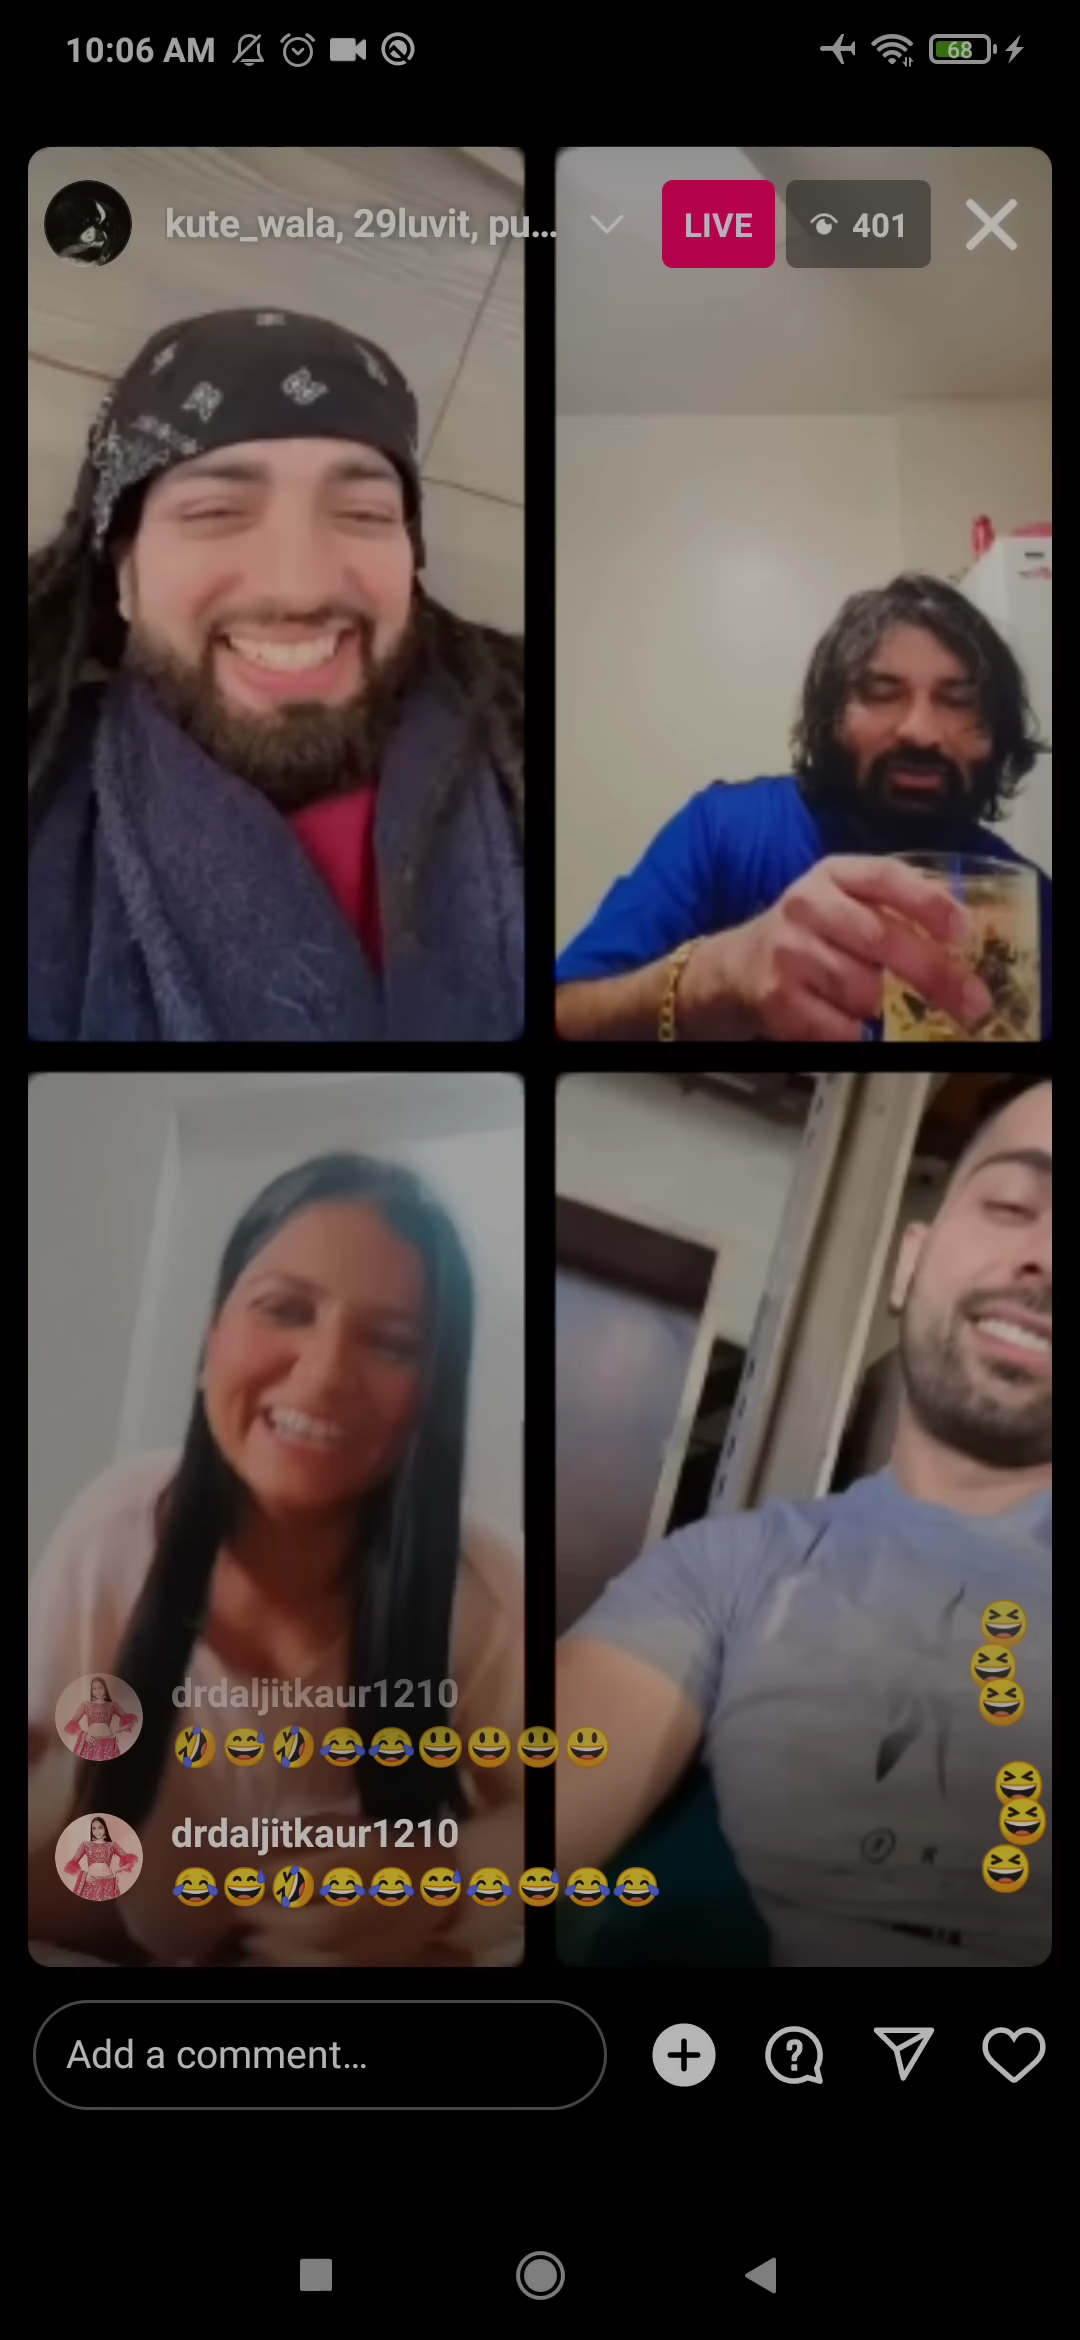 10:06 AM
68
kute_wala, 29luvit, pu...
LIVE
401
drdaljitkaur1210
🤣😅🤣😂😂😃😃😃😃
drdaljitkaur1210
😂😅🤣😂😂😅😂😅😂😂
Add a comment...